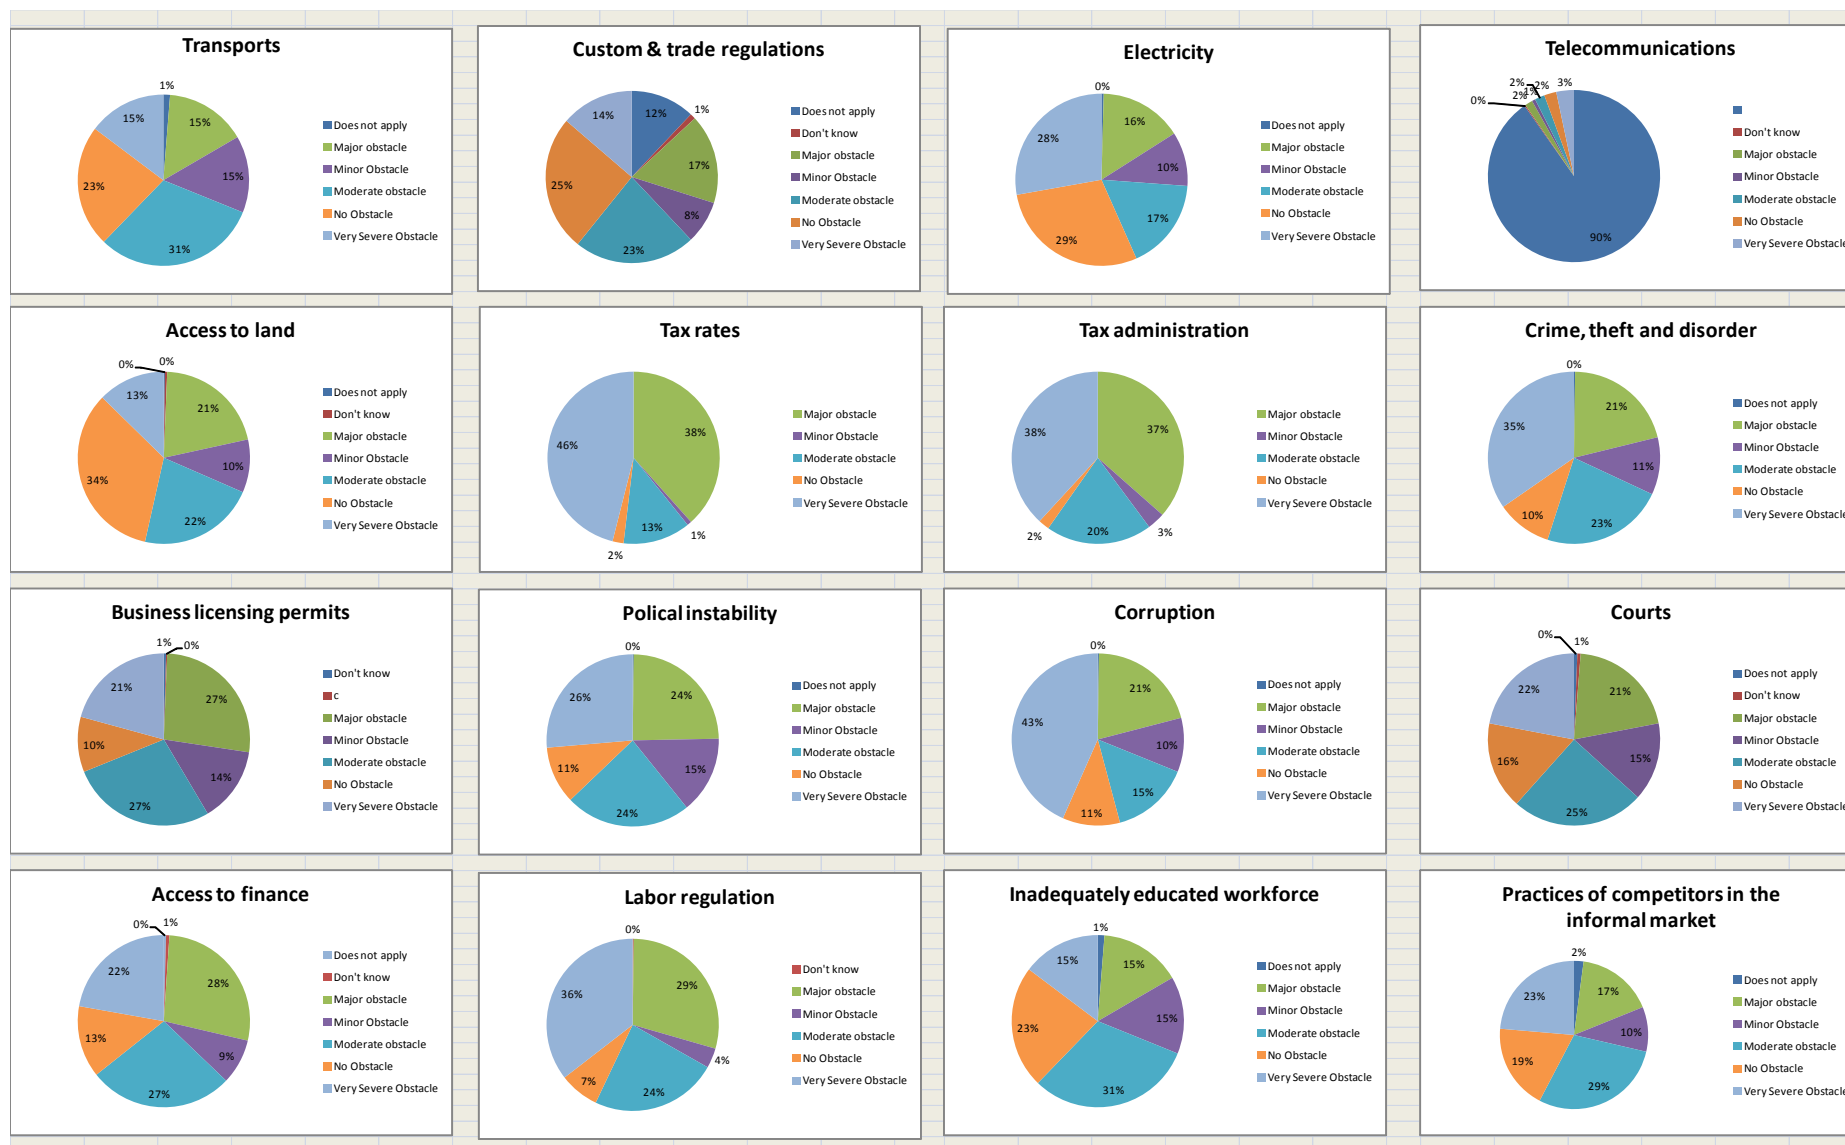 Transports
1%
15%
15%
31%
23%
15%
Does not apply
Major obstacle
Minor Obstacle
Moderate obstacle
No Obstacle
Very Severe Obstacle
Custom & trade regulations
12%
1%
17%
8%
23%
25%
14%
Does not apply
Don't know
Major obstacle
Minor Obstacle
Moderate obstacle
No Obstacle
Very Severe Obstacle
Electricity
0%
16%
10%
17%
29%
28%
Does not apply
Major obstacle
Minor Obstacle
Moderate obstacle
No Obstacle
Very Severe Obstacle
Telecommunications
90%
0%
2%
1%
2%
2%
3%
Don't know
Major obstacle
Minor Obstacle
Moderate obstacle
No Obstacle
Very Severe Obstacle
Access to land
0%
0%
21%
10%
22%
34%
13%
Does not apply
Don't know
Major obstacle
Minor Obstacle
Moderate obstacle
No Obstacle
Very Severe Obstacle
Tax rates
38%
1%
13%
2%
46%
Major obstacle
Minor Obstacle
Moderate obstacle
No Obstacle
Very Severe Obstacle
Tax administration
37%
3%
20%
2%
38%
Major obstacle
Minor Obstacle
Moderate obstacle
No Obstacle
Very Severe Obstacle
Crime, theft and disorder
0%
21%
11%
23%
10%
35%
Does not apply
Major obstacle
Minor Obstacle
Moderate obstacle
No Obstacle
Very Severe Obstacle
Business licensing permits
1%
0%
27%
14%
27%
10%
21%
Don't know
c
Major obstacle
Minor Obstacle
Moderate obstacle
No Obstacle
Very Severe Obstacle
Polical instability
0%
24%
15%
24%
11%
26%
Does not apply
Major obstacle
Minor Obstacle
Moderate obstacle
No Obstacle
Very Severe Obstacle
Corruption
0%
21%
10%
15%
11%
43%
Does not apply
Major obstacle
Minor Obstacle
Moderate obstacle
No Obstacle
Very Severe Obstacle
Courts
0%
1%
21%
15%
25%
16%
22%
Does not apply
Don't know
Major obstacle
Minor Obstacle
Moderate obstacle
No Obstacle
Very Severe Obstacle
Access to finance
0%
1%
28%
9%
27%
13%
22%
Does not apply
Don't know
Major obstacle
Minor Obstacle
Moderate obstacle
No Obstacle
Very Severe Obstacle
Labor regulation
0%
29%
4%
24%
7%
36%
Don't know
Major obstacle
Minor Obstacle
Moderate obstacle
No Obstacle
Very Severe Obstacle
Inadequately educated workforce
1%
15%
15%
31%
23%
15%
Does not apply
Major obstacle
Minor Obstacle
Moderate obstacle
No Obstacle
Very Severe Obstacle
Practices of competitors in the
informal market
2%
17%
10%
29%
19%
23%
Does not apply
Major obstacle
Minor Obstacle
Moderate obstacle
No Obstacle
Very Severe Obstacle